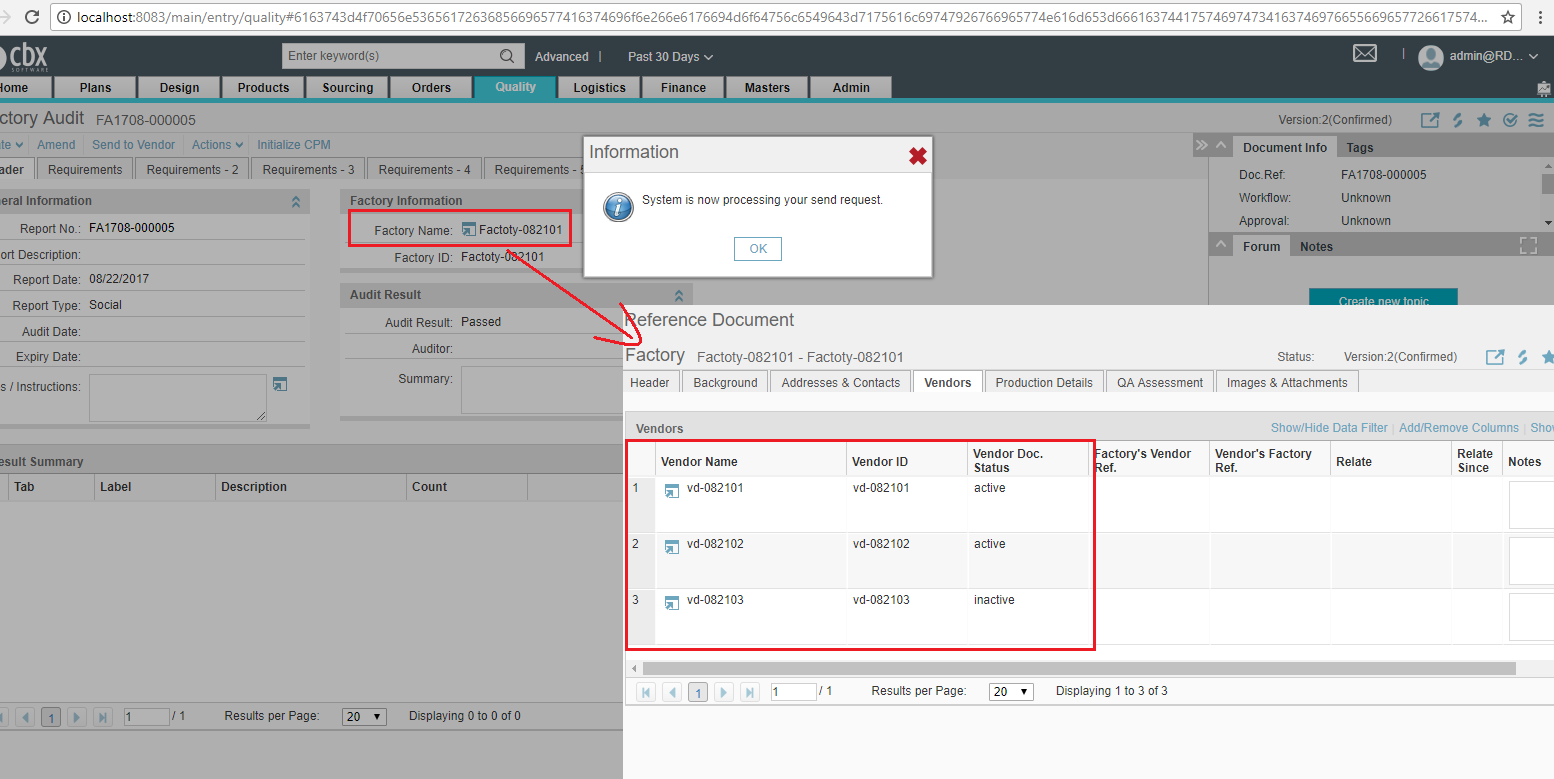 localhost:8083/main/entry/quality#6163743d4f70656e53656172636856696577416374696f6e266e6176694d6f64756c6549643d7175616c69747926766965774e616d653d666163744175746974734163746976655669657726617574...
cbx
SOFTWARE
Enter keyword(s)
Advanced | Past 30 Days
| admin@RD...
Home Plans Design Products Sourcing Orders Quality Logistics Finance Masters Admin
ctory Audit FA1708-000005
Version:2(Confirmed)
ate Amend Send to Vendor Actions Initialize CPM
ader Requirements Requirements - 2 Requirements - 3 Requirements - 4 Requirements - 5
neral Information
Report No.: FA1708-000005
ort Description:
Report Date: 08/22/2017
Report Type: Social
Audit Date:
Expiry Date:
s / Instructions:
Factory Information
Factory Name: Factoty-082101
Factory ID: Factoty-082101
Audit Result
Audit Result: Passed
Auditor:
Summary:
Information
System is now processing your send request.
OK
Document Info Tags
Doc.Ref: FA1708-000005
Workflow: Unknown
Approval: Unknown
Forum Notes
Create new topic
esult Summary
Tab Label Description Count
1 1 / 1 Results per Page: 20 Displaying 0 to 0 of 0
Reference Document
Factory Factoty-082101 - Factoty-082101
Status: Version:2(Confirmed)
Header Background Addresses & Contacts Vendors Production Details QA Assessment Images & Attachments
Vendors
Show/Hide Data Filter | Add/Remove Columns | Show
Vendor Name Vendor ID Vendor Doc. Status Factory's Vendor Ref. Vendor's Factory Ref. Relate Relate Since Notes
1 vd-082101 vd-082101 active
2 vd-082102 vd-082102 active
3 vd-082103 vd-082103 inactive
1 1 / 1 Results per Page: 20 Displaying 1 to 3 of 3